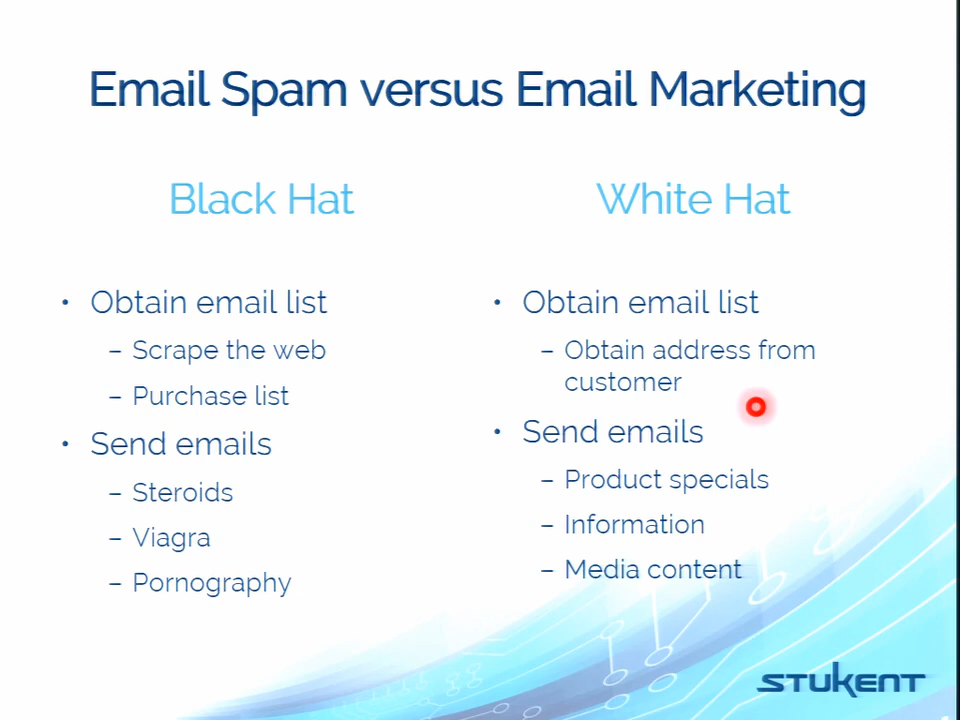 Email Spam versus Email Marketing
Black Hat
• Obtain email list
– Scrape the web
– Purchase list
• Send emails
– Steroids
– Viagra
– Pornography
White Hat
• Obtain email list
– Obtain address from
customer
• Send emails
– Product specials
– Information
– Media content
STUKENT